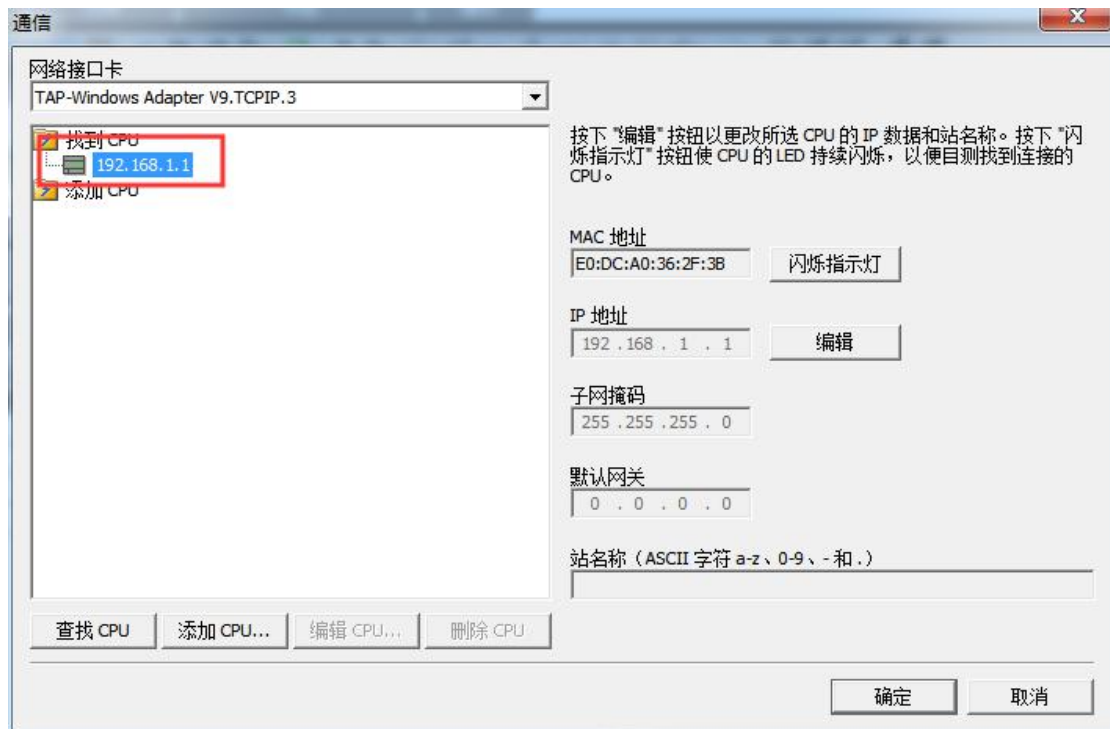 通信
网络接口卡
TAP-Windows Adapter V9.TCPIP.3
找到 CPU
192.168.1.1
添加 CPU
按下 "编辑" 按钮以更改所选 CPU 的 IP 数据和站名称。按下 "闪
烁指示灯" 按钮使 CPU 的 LED 持续闪烁，以便目测找到连接的
CPU。
MAC 地址
E0:DC:A0:36:2F:3B
闪烁指示灯
IP 地址
192 .168 . 1 . 1
编辑
子网掩码
255 .255 .255 . 0
默认网关
0 . 0 . 0 . 0
站名称（ASCII 字符 a-z、0-9、- 和 .）
查找 CPU
添加 CPU...
编辑 CPU...
删除 CPU
确定
取消